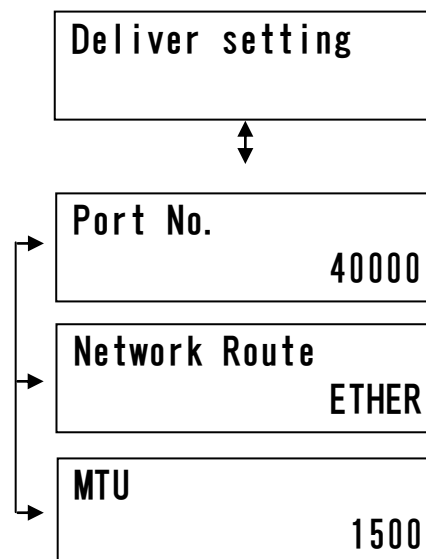 Deliver setting
Port No.
40000
Network Route
ETHER
MTU
1500